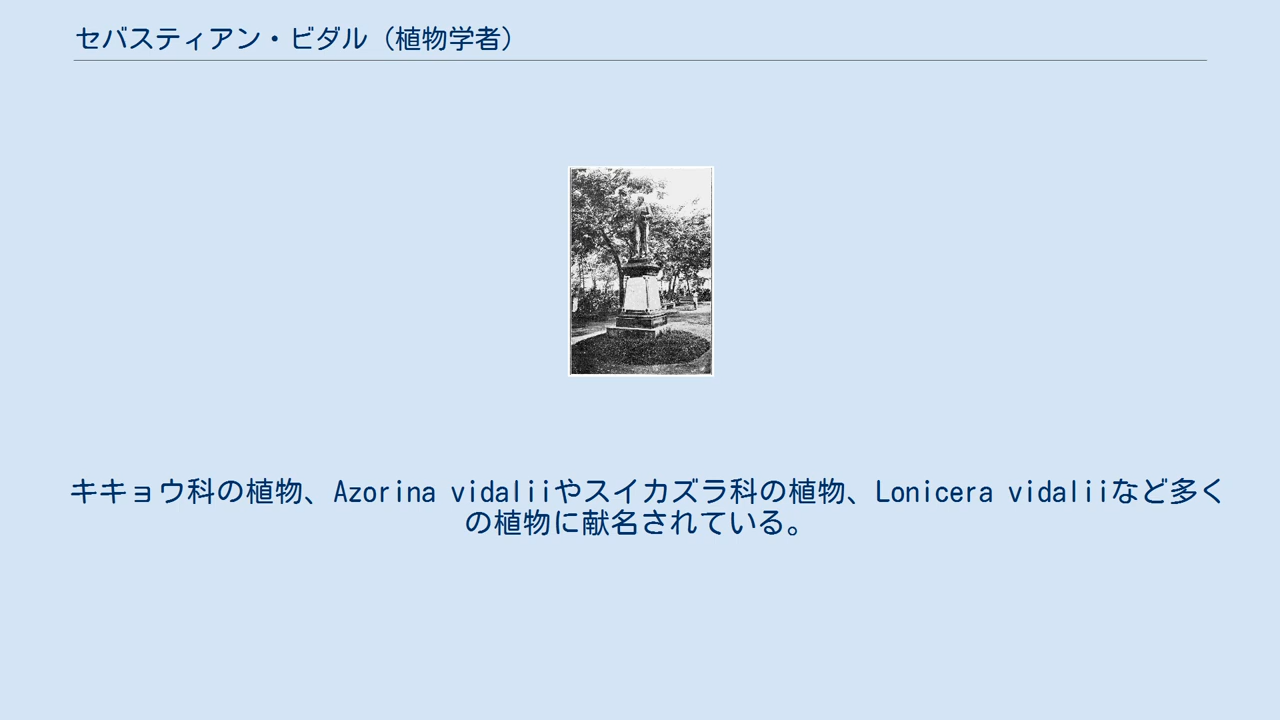 セバスティアン・ビダル（植物学者）
キキョウ科の植物、Azorina vidaliiやスイカズラ科の植物、Lonicera vidaliiなど多く
の植物に献名されている。